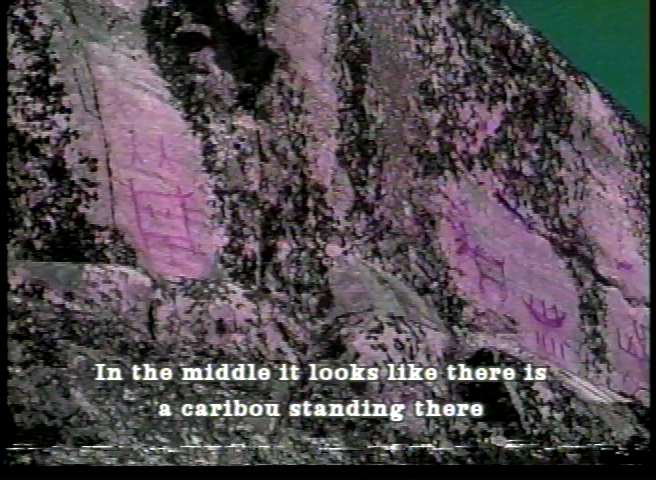 In the middle it looks like there is
a caribou standing there